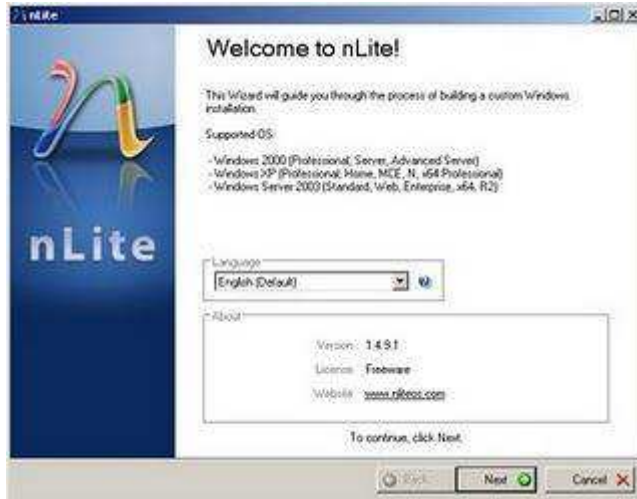 nLite
Welcome to nLite!
This Wizard will guide you through the process of building a custom Windows
installation.
Supported OS:
- Windows 2000 (Professional, Server, Advanced Server)
- Windows XP (Professional, Home, MCE, N, x64 Professional)
- Windows Server 2003 (Standard, Web, Enterprise, x64, R2)
nLite
Language
English (Default)
About
Version: 1.4.9.1
License: Freeware
Website: www.nliteos.com
To continue, click Next.
Back Next Cancel